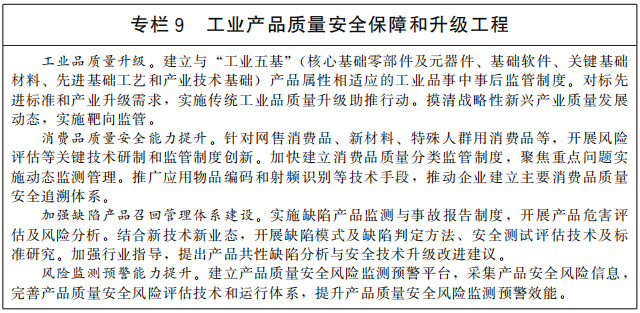 专栏9 工业产品质量安全保障和升级工程
工业品质量升级。建立与“工业五基”（核心基础零部件及元器件、基础软件、关键基础
材料、先进基础工艺和产业技术基础）产品属性相适应的工业品事中事后监管制度。对标先
进标准和产业升级需求，实施传统工业品质量升级助推行动。摸清战略性新兴产业质量发展
动态，实施靶向监管。
消费品质量安全能力提升。针对网售消费品、新材料、特殊人群用消费品等，开展风险
评估等关键技术研制和监管制度创新。加快建立消费品质量分类监管制度，聚焦重点问题实
施动态监测管理。推广应用物品编码和射频识别等技术手段，推动企业建立主要消费品质量
安全追溯体系。
加强缺陷产品召回管理体系建设。实施缺陷产品监测与事故报告制度，开展产品危害评
估及风险分析。结合新技术新业态，开展缺陷模式及缺陷判定方法、安全测试评估技术及标
准研究。加强行业指导，提出产品共性缺陷分析与安全技术升级改进建议。
风险监测预警能力提升。建立产品质量安全风险监测预警平台，采集产品安全风险信息，
完善产品质量安全风险评估技术和运行体系，提升产品质量安全风险监测预警效能。